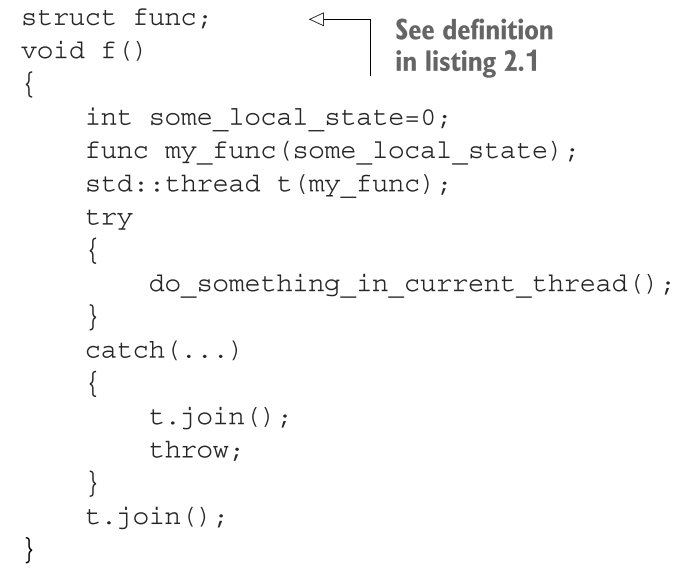 struct func;
See definition
in listing 2.1
void f()
{
    int some_local_state=0;
    func my_func(some_local_state);
    std::thread t(my_func);
    try
    {
        do_something_in_current_thread();
    }
    catch(...)
    {
        t.join();
        throw;
    }
    t.join();
}